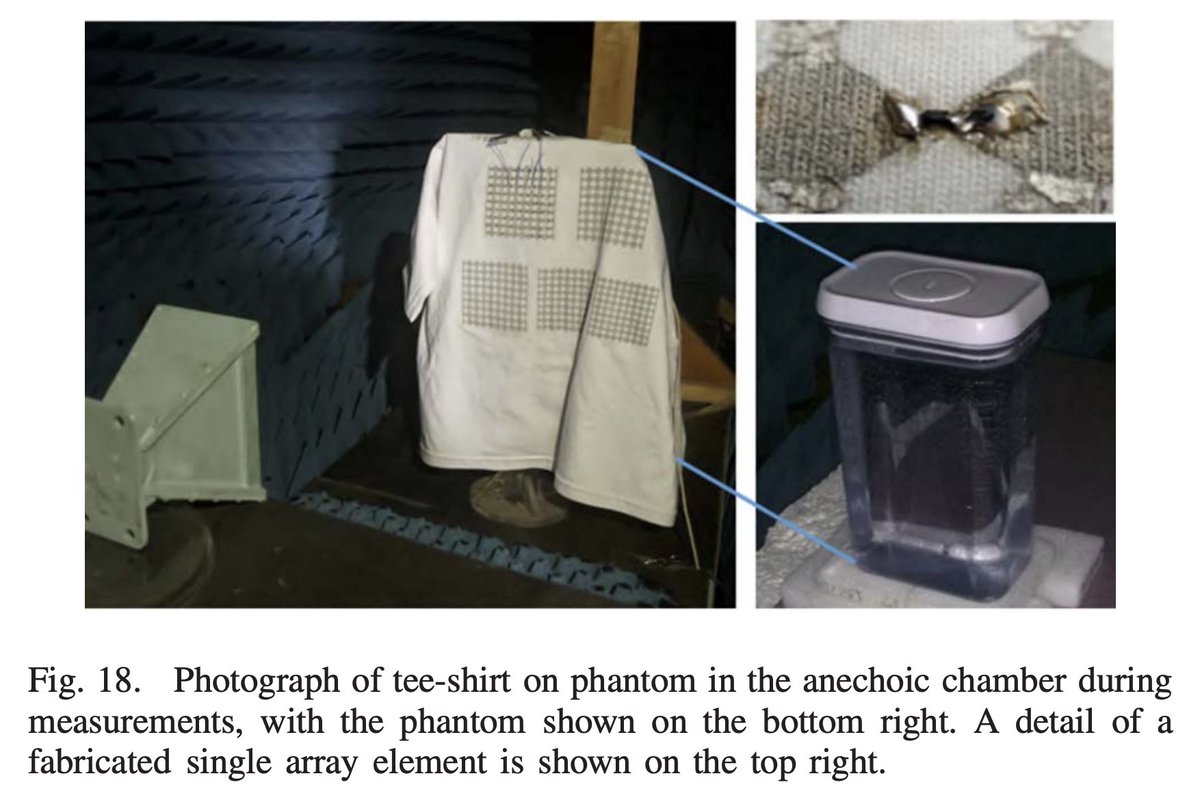 Fig. 18. Photograph of tee-shirt on phantom in the anechoic chamber during
measurements, with the phantom shown on the bottom right. A detail of a
fabricated single array element is shown on the top right.